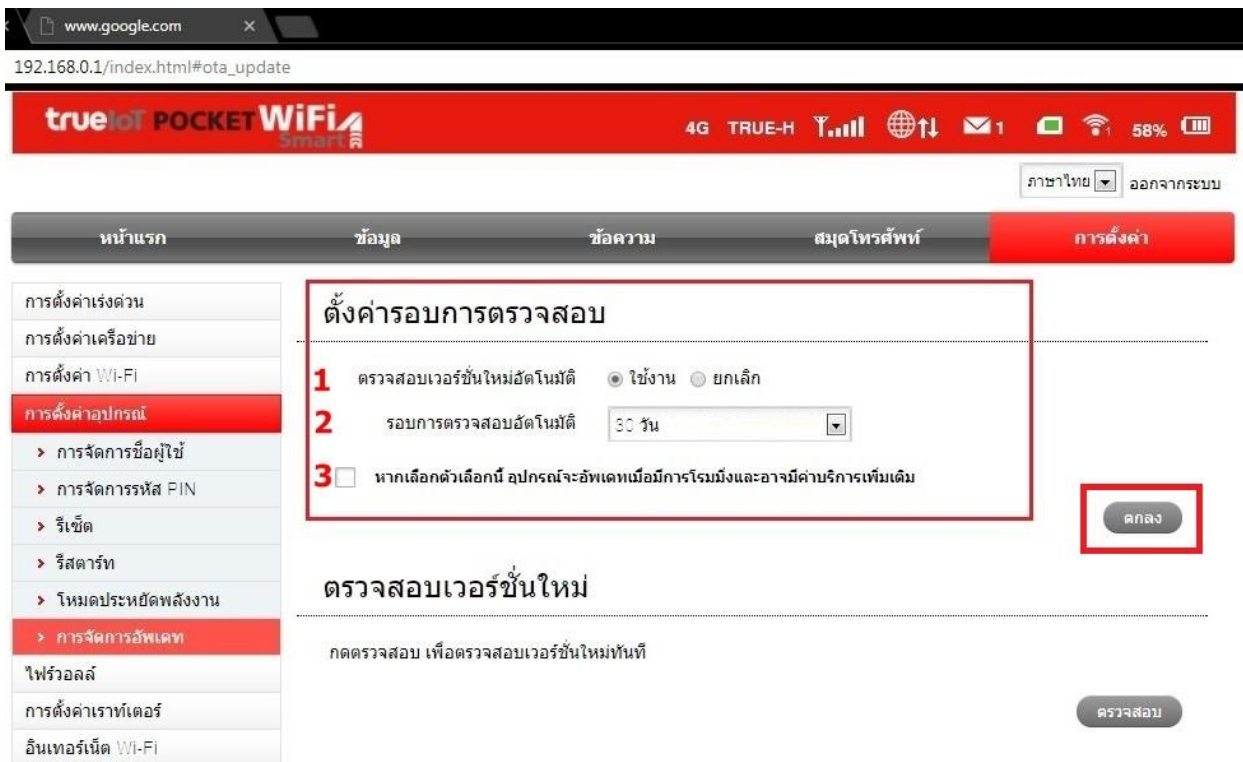 www.google.com
192.168.0.1/index.html#ota_update
trueIoT POCKET WiFi Smart
4G TRUE-H 1 1 58%
ภาษาไทย ออกจากระบบ
หน้าแรก ข้อมูล ข้อความ สมุดโทรศัพท์ การตั้งค่า
การตั้งค่าเร่งด่วน
การตั้งค่าเครือข่าย
การตั้งค่า Wi-Fi
การตั้งค่าอุปกรณ์
การจัดการชื่อผู้ใช้
การจัดการรหัส PIN
รีเซ็ต
รีสตาร์ท
โหมดประหยัดพลังงาน
การจัดการอัพเดท
ไฟร์วอลล์
การตั้งค่าเราท์เตอร์
อินเทอร์เน็ต Wi-Fi
ตั้งค่ารอบการตรวจสอบ
1 ตรวจสอบเวอร์ชั่นใหม่อัตโนมัติ ใช้งาน ยกเลิก
2 รอบการตรวจสอบอัตโนมัติ 30 วัน
3 หากเลือกตัวเลือกนี้ อุปกรณ์จะอัพเดทเมื่อมีการโรมมิ่งและอาจมีค่าบริการเพิ่มเติม
ตกลง
ตรวจสอบเวอร์ชั่นใหม่
กดตรวจสอบ เพื่อตรวจสอบเวอร์ชั่นใหม่ทันที
ตรวจสอบ